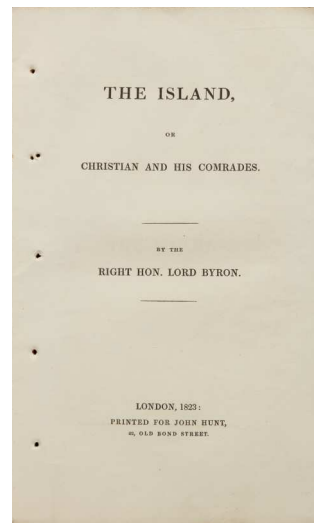 THE ISLAND,
OR
CHRISTIAN AND HIS COMRADES.
BY THE
RIGHT HON. LORD BYRON.
LONDON, 1823:
PRINTED FOR JOHN HUNT,
22, OLD BOND STREET.